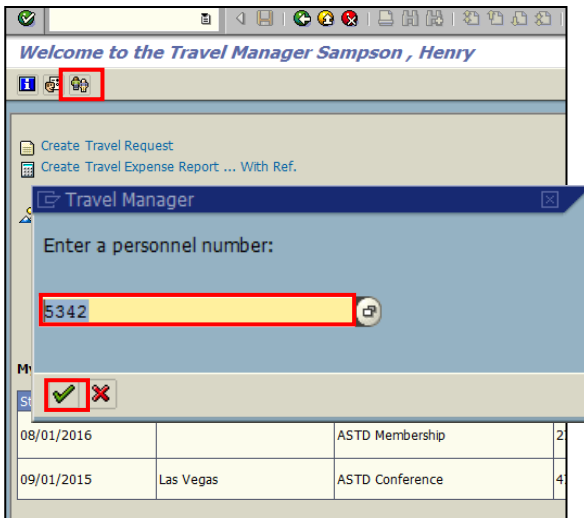 Welcome to the Travel Manager Sampson , Henry
Create Travel Request
Create Travel Expense Report ... With Ref.
Travel Manager
Enter a personnel number:
5342
08/01/2016 ASTD Membership
09/01/2015 Las Vegas ASTD Conference